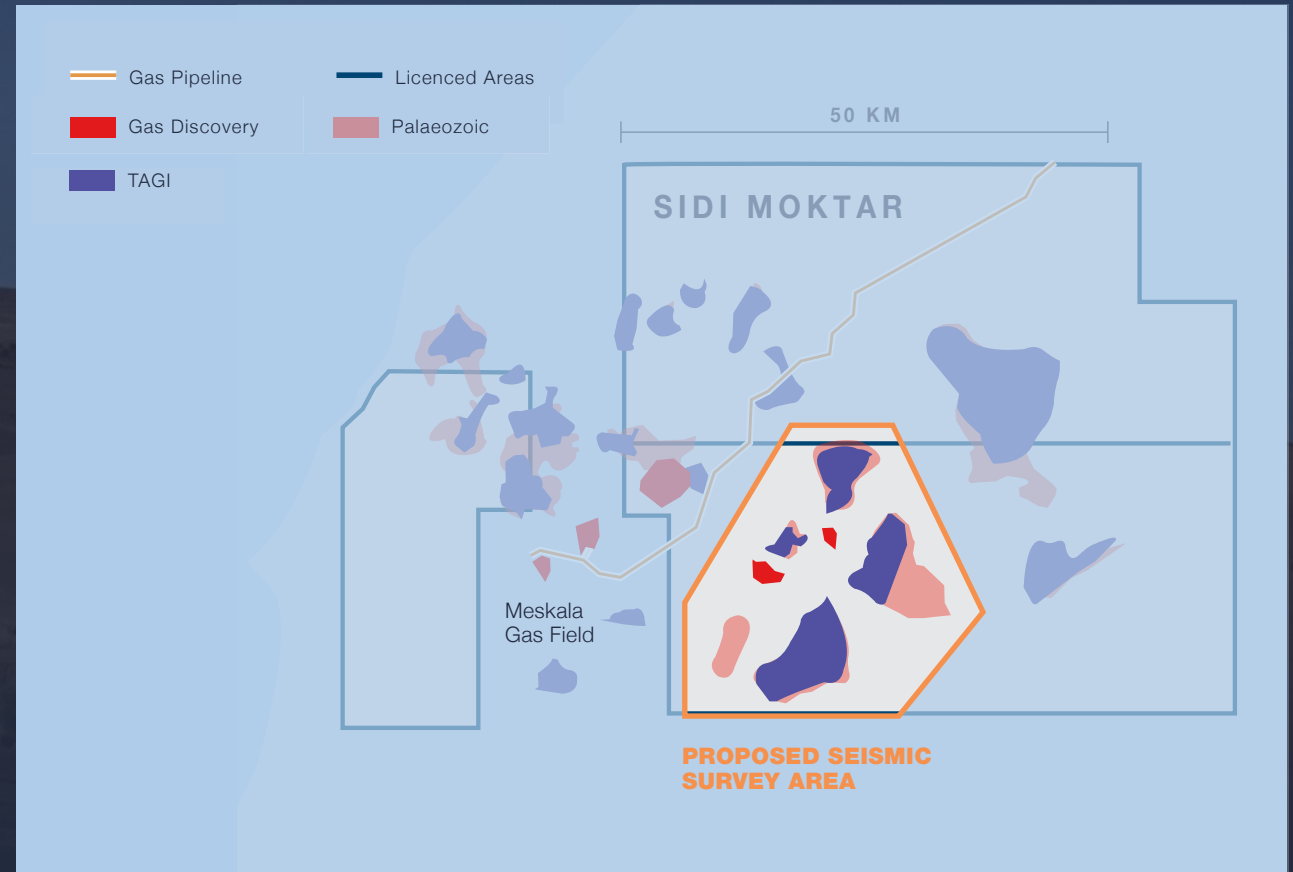 Gas Pipeline
Licenced Areas
Gas Discovery
Palaeozoic
TAGI
50 KM
SIDI MOKTAR
Meskala
Gas Field
PROPOSED SEISMIC
SURVEY AREA